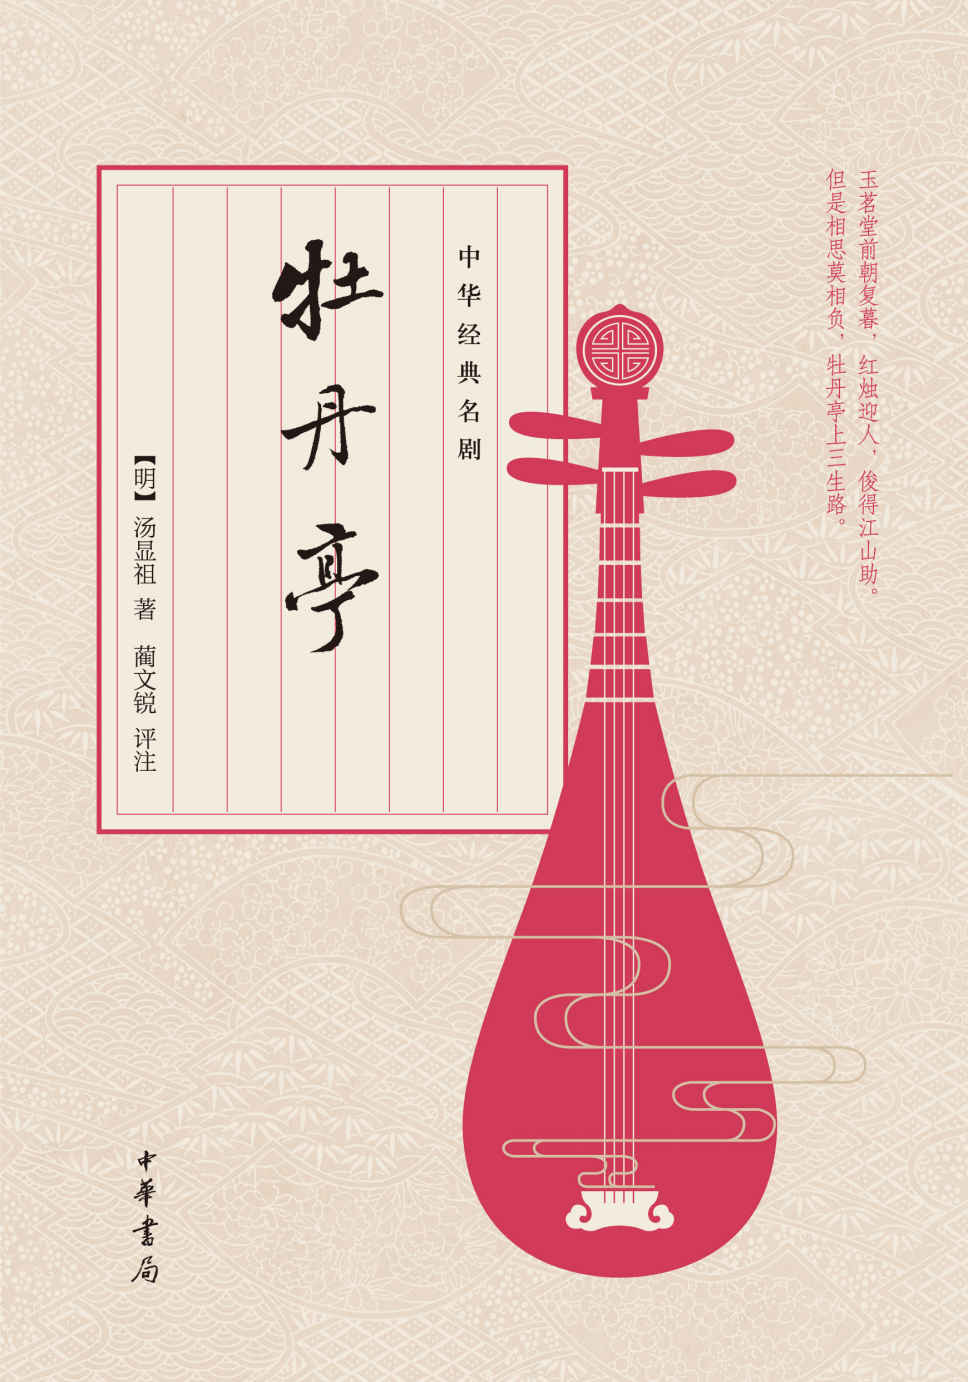 玉茗堂前朝复暮，红烛迎人，俊得江山助。
但是相思莫相负，牡丹亭上三生路。
中华经典名剧
牡丹亭
【明】汤显祖 著 蔺文锐 评注
中華書局